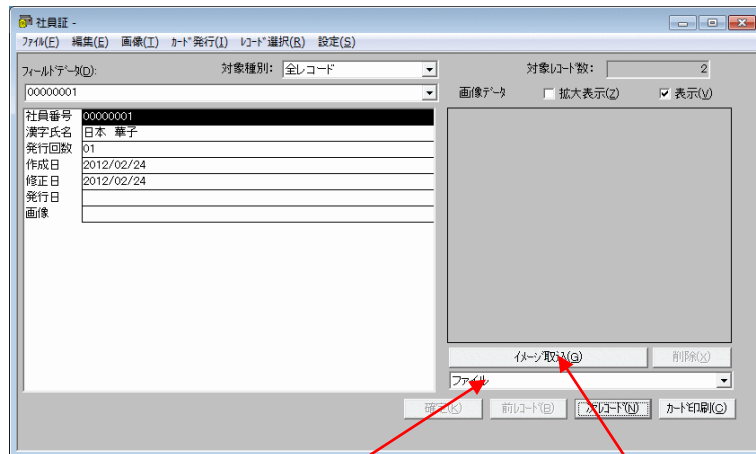 社員証 -
ファイル(F) 編集(E) 画像(T) カード発行(I) レコード選択(R) 設定(S)
フィールドデータ(D): 対象種別: 全レコード 対象レコード数: 2
00000001 画像データ 拡大表示(Z) 表示(V)
社員番号 00000001
漢字氏名 日本 華子
発行回数 01
作成日 2012/02/24
修正日 2012/02/24
発行日
画像
イメージ取込(G) 削除(X)
ファイル
確定(K) 前レコード(B) 次レコード(N) カード印刷(C)